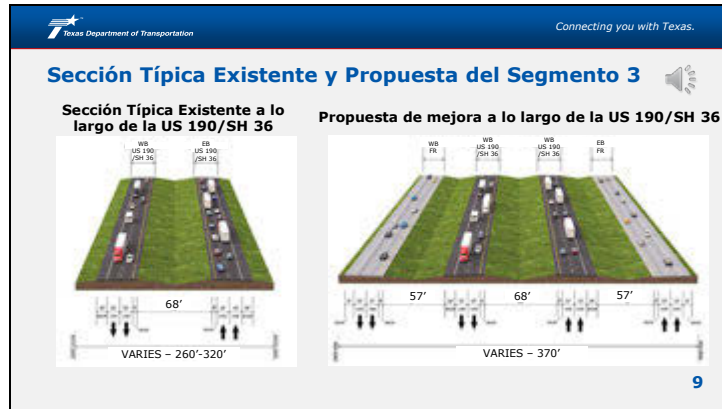 Texas Department of Transportation
Connecting you with Texas.
Sección Típica Existente y Propuesta del Segmento 3
Sección Típica Existente a lo
largo de la US 190/SH 36
WB
US 190
/SH 36
EB
US 190
/SH 36
68’
VARIES – 260’-320’
Propuesta de mejora a lo largo de la US 190/SH 36
WB
FR
WB
US 190
/SH 36
WB
US 190
/SH 36
EB
FR
57’
68’
57’
VARIES – 370’
9